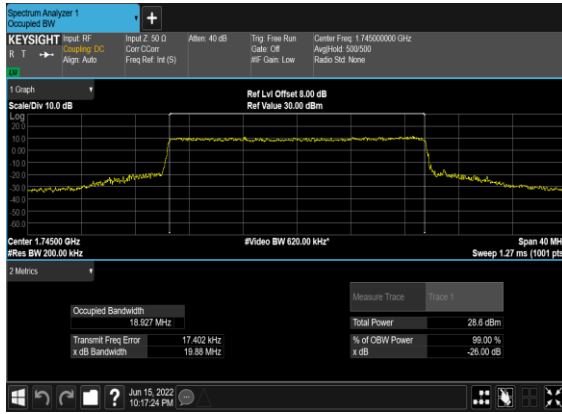 Spectrum Analyzer 1
Occupied BW
KEYSIGHT
R T
LW
Input: RF
Coupling: DC
Align: Auto
Input Z: 50 Ω
Corr CCorr
Freq Ref: Int (S)
Atten: 40 dB
Trig: Free Run
Gate: Off
#IF Gain: Low
Center Freq: 1.745000000 GHz
Avg|Hold: 500/500
Radio Std: None
1 Graph
Scale/Div 10.0 dB
Ref Lvl Offset 8.00 dB
Ref Value 30.00 dBm
Log
20.0
10.0
0.00
-10.0
-20.0
-30.0
-40.0
-50.0
-60.0
Center 1.74500 GHz
#Video BW 620.00 kHz*
Span 40 MH
#Res BW 200.00 kHz
Sweep 1.27 ms (1001 pts
2 Metrics
Measure Trace Trace 1
Occupied Bandwidth
18.927 MHz
Total Power 28.6 dBm
Transmit Freq Error 17.402 kHz
% of OBW Power 99.00 %
x dB Bandwidth 19.88 MHz
x dB -26.00 dB
?
Jun 15, 2022
10:17:24 PM